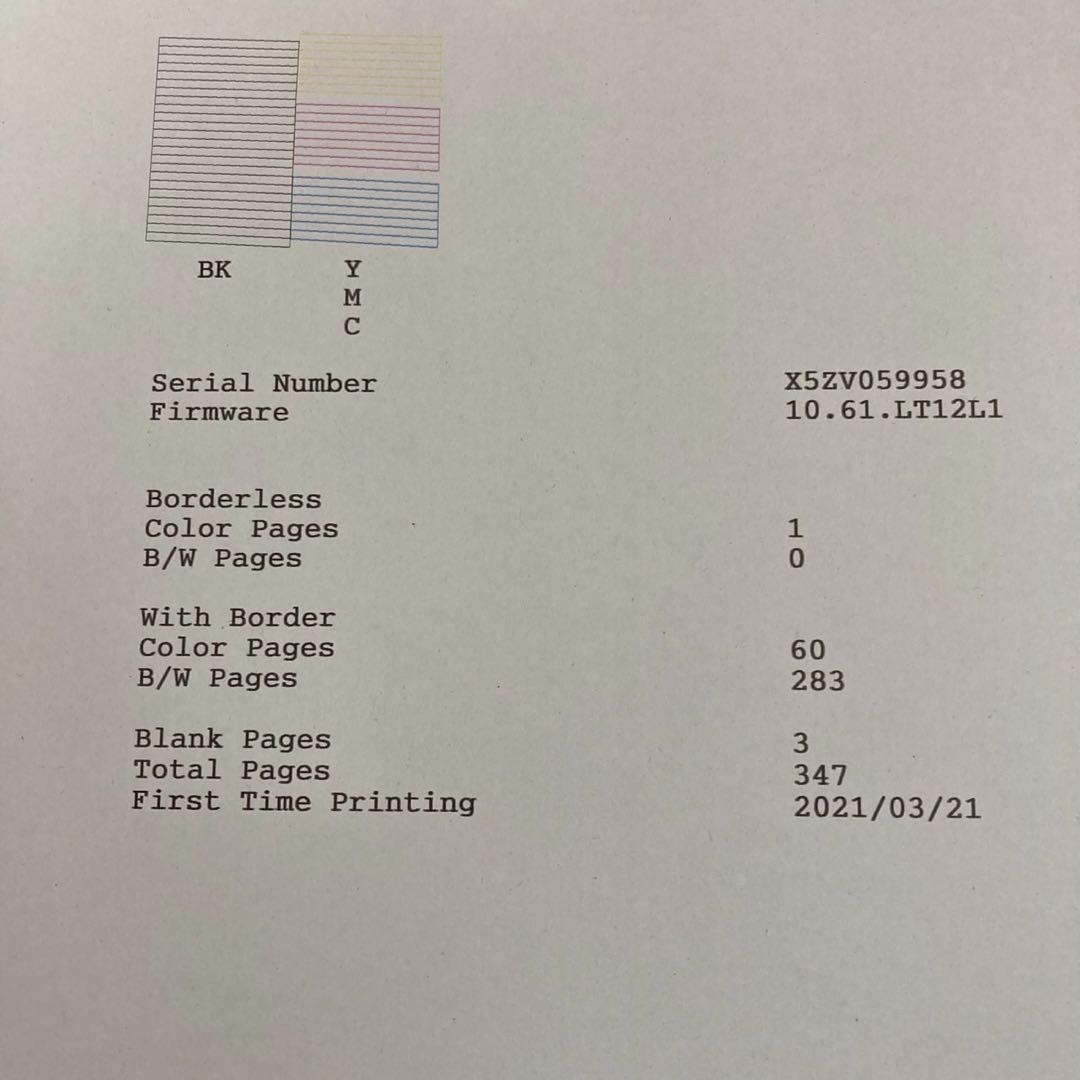 BK Y
M
C
Serial Number X5ZV059958
Firmware 10.61.LT12L1
Borderless
Color Pages 1
B/W Pages 0
With Border
Color Pages 60
B/W Pages 283
Blank Pages 3
Total Pages 347
First Time Printing 2021/03/21